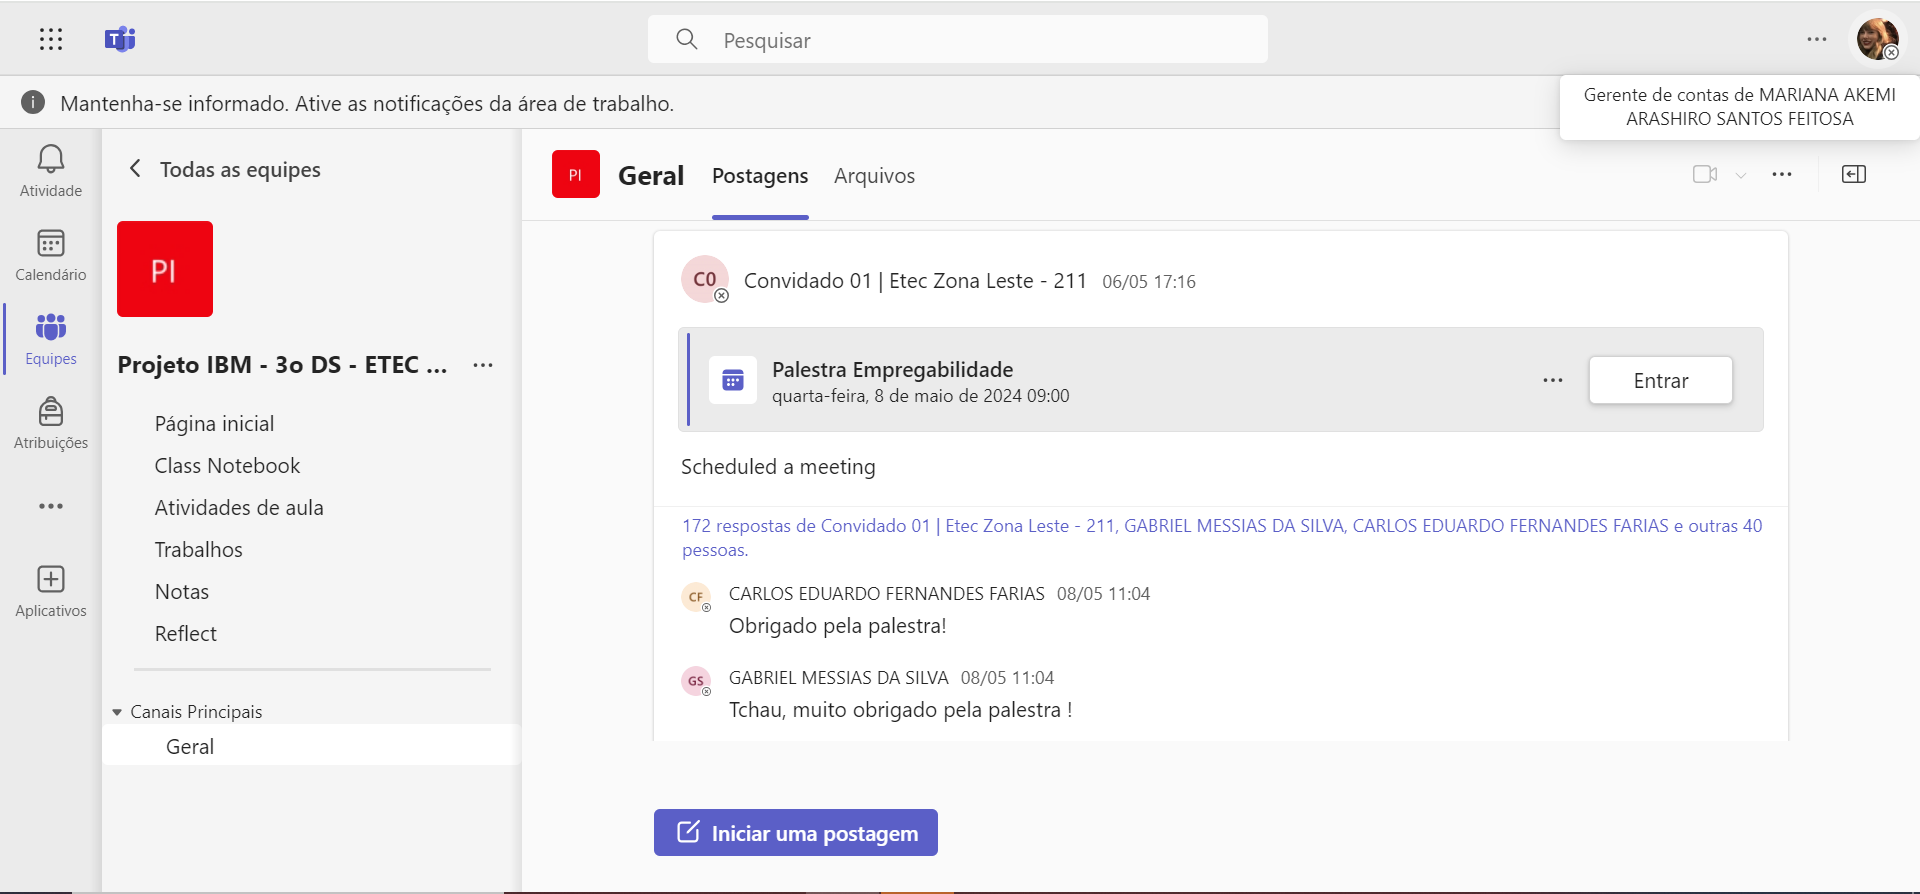 Pesquisar
Mantenha-se informado. Ative as notificações da área de trabalho.
Gerente de contas de MARIANA AKEMI
ARASHIRO SANTOS FEITOSA
Atividade
Calendário
Equipes
Atribuições
Aplicativos
Todas as equipes
PI
Projeto IBM - 3o DS - ETEC ...
Página inicial
Class Notebook
Atividades de aula
Trabalhos
Notas
Reflect
Canais Principais
Geral
PI
Geral
Postagens
Arquivos
C0
Convidado 01 | Etec Zona Leste - 211 06/05 17:16
Palestra Empregabilidade
quarta-feira, 8 de maio de 2024 09:00
Entrar
Scheduled a meeting
172 respostas de Convidado 01 | Etec Zona Leste - 211, GABRIEL MESSIAS DA SILVA, CARLOS EDUARDO FERNANDES FARIAS e outras 40
pessoas.
CF
CARLOS EDUARDO FERNANDES FARIAS 08/05 11:04
Obrigado pela palestra!
GS
GABRIEL MESSIAS DA SILVA 08/05 11:04
Tchau, muito obrigado pela palestra !
Iniciar uma postagem